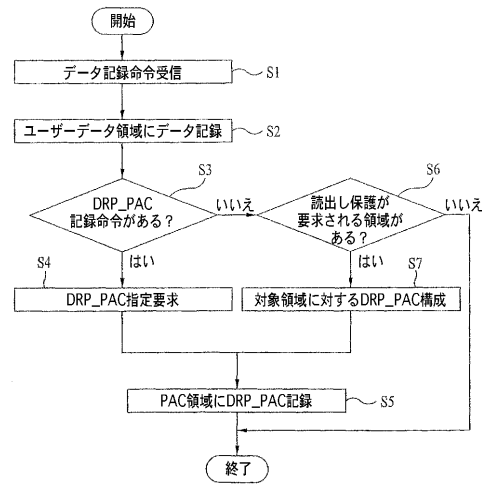 開始
データ記録命令受信
S1
ユーザーデータ領域にデータ記録
S2
DRP_PAC
記録命令がある?
S3
いいえ
はい
読出し保護が
要求される領域が
ある?
S6
いいえ
はい
S4
DRP_PAC指定要求
S7
対象領域に対するDRP_PAC構成
PAC領域にDRP_PAC記録
S5
終了